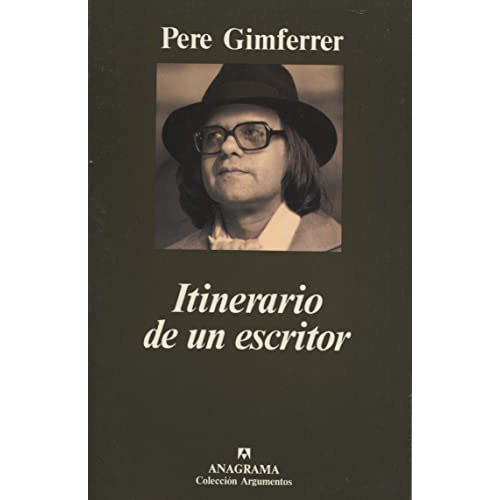 Pere Gimferrer
Itinerario
de un escritor
ANAGRAMA
Colección Argumentos